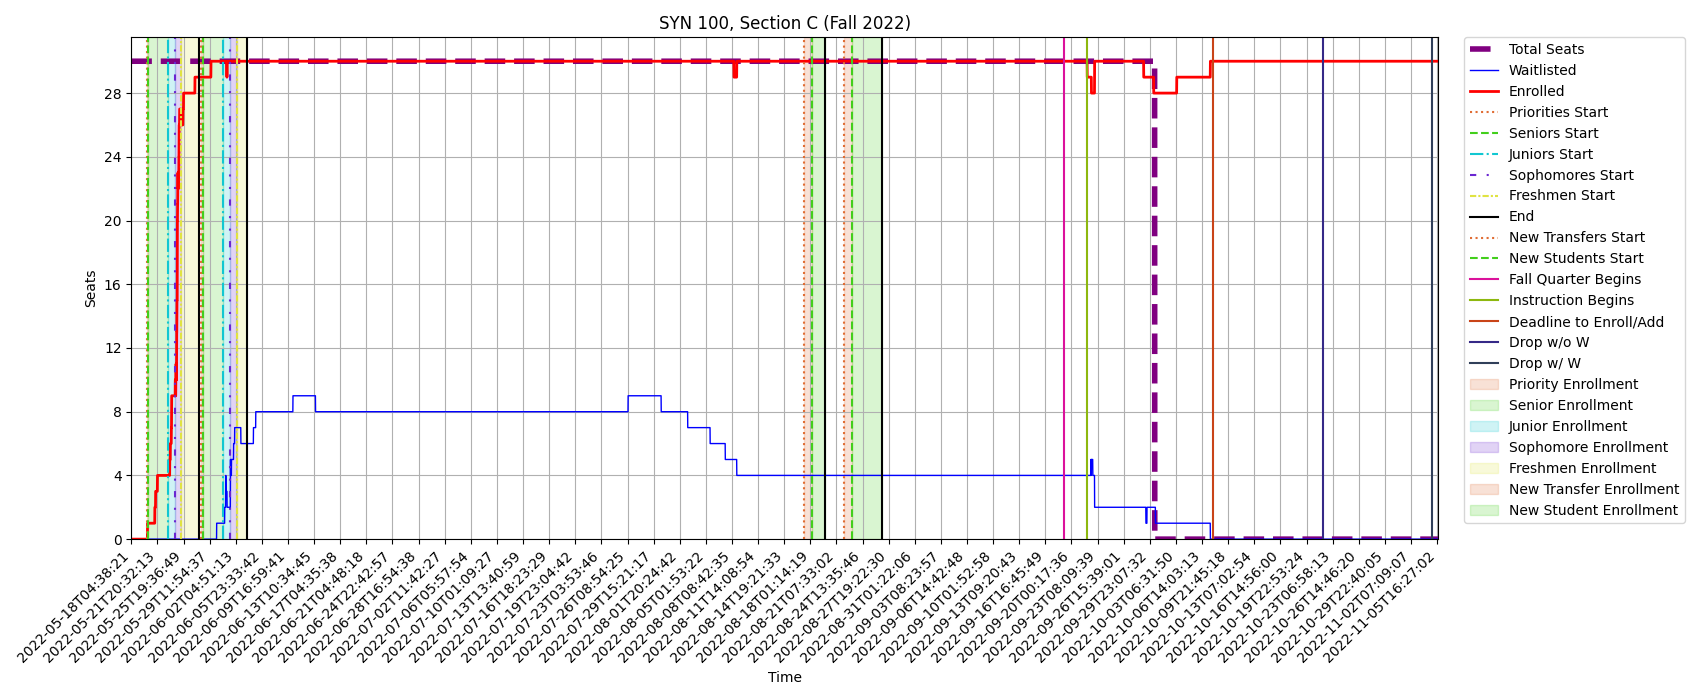 SYN 100, Section C (Fall 2022)
Seats
28
24
20
16
12
8
4
0
2022-05-18T04:38:21
2022-05-21T20:32:13
2022-05-25T19:36:49
2022-05-29T11:54:37
2022-06-02T04:51:13
2022-06-05T23:33:42
2022-06-09T16:59:41
2022-06-13T10:34:45
2022-06-17T04:35:38
2022-06-21T04:48:18
2022-06-24T22:42:57
2022-06-28T16:54:38
2022-07-02T11:42:27
2022-07-06T05:57:54
2022-07-10T01:09:27
2022-07-13T13:40:59
2022-07-16T18:23:29
2022-07-19T23:04:42
2022-07-23T03:53:46
2022-07-26T08:54:25
2022-07-29T15:21:17
2022-08-01T20:24:42
2022-08-05T01:53:22
2022-08-08T08:42:35
2022-08-11T14:08:54
2022-08-14T19:21:33
2022-08-18T01:14:19
2022-08-21T07:33:02
2022-08-24T13:35:46
2022-08-27T19:22:30
2022-08-31T01:22:06
2022-09-03T08:23:57
2022-09-06T14:42:48
2022-09-10T01:52:58
2022-09-13T09:20:43
2022-09-16T16:45:49
2022-09-20T00:17:36
2022-09-23T08:09:39
2022-09-26T15:39:01
2022-09-29T23:07:32
2022-10-03T06:31:50
2022-10-06T14:03:13
2022-10-09T21:45:18
2022-10-13T07:02:54
2022-10-16T14:56:00
2022-10-19T22:53:24
2022-10-23T06:58:13
2022-10-26T14:46:20
2022-10-29T22:40:05
2022-11-02T07:09:07
2022-11-05T16:27:02
Time
Total Seats
Waitlisted
Enrolled
Priorities Start
Seniors Start
Juniors Start
Sophomores Start
Freshmen Start
End
New Transfers Start
New Students Start
Fall Quarter Begins
Instruction Begins
Deadline to Enroll/Add
Drop w/o W
Drop w/ W
Priority Enrollment
Senior Enrollment
Junior Enrollment
Sophomore Enrollment
Freshmen Enrollment
New Transfer Enrollment
New Student Enrollment